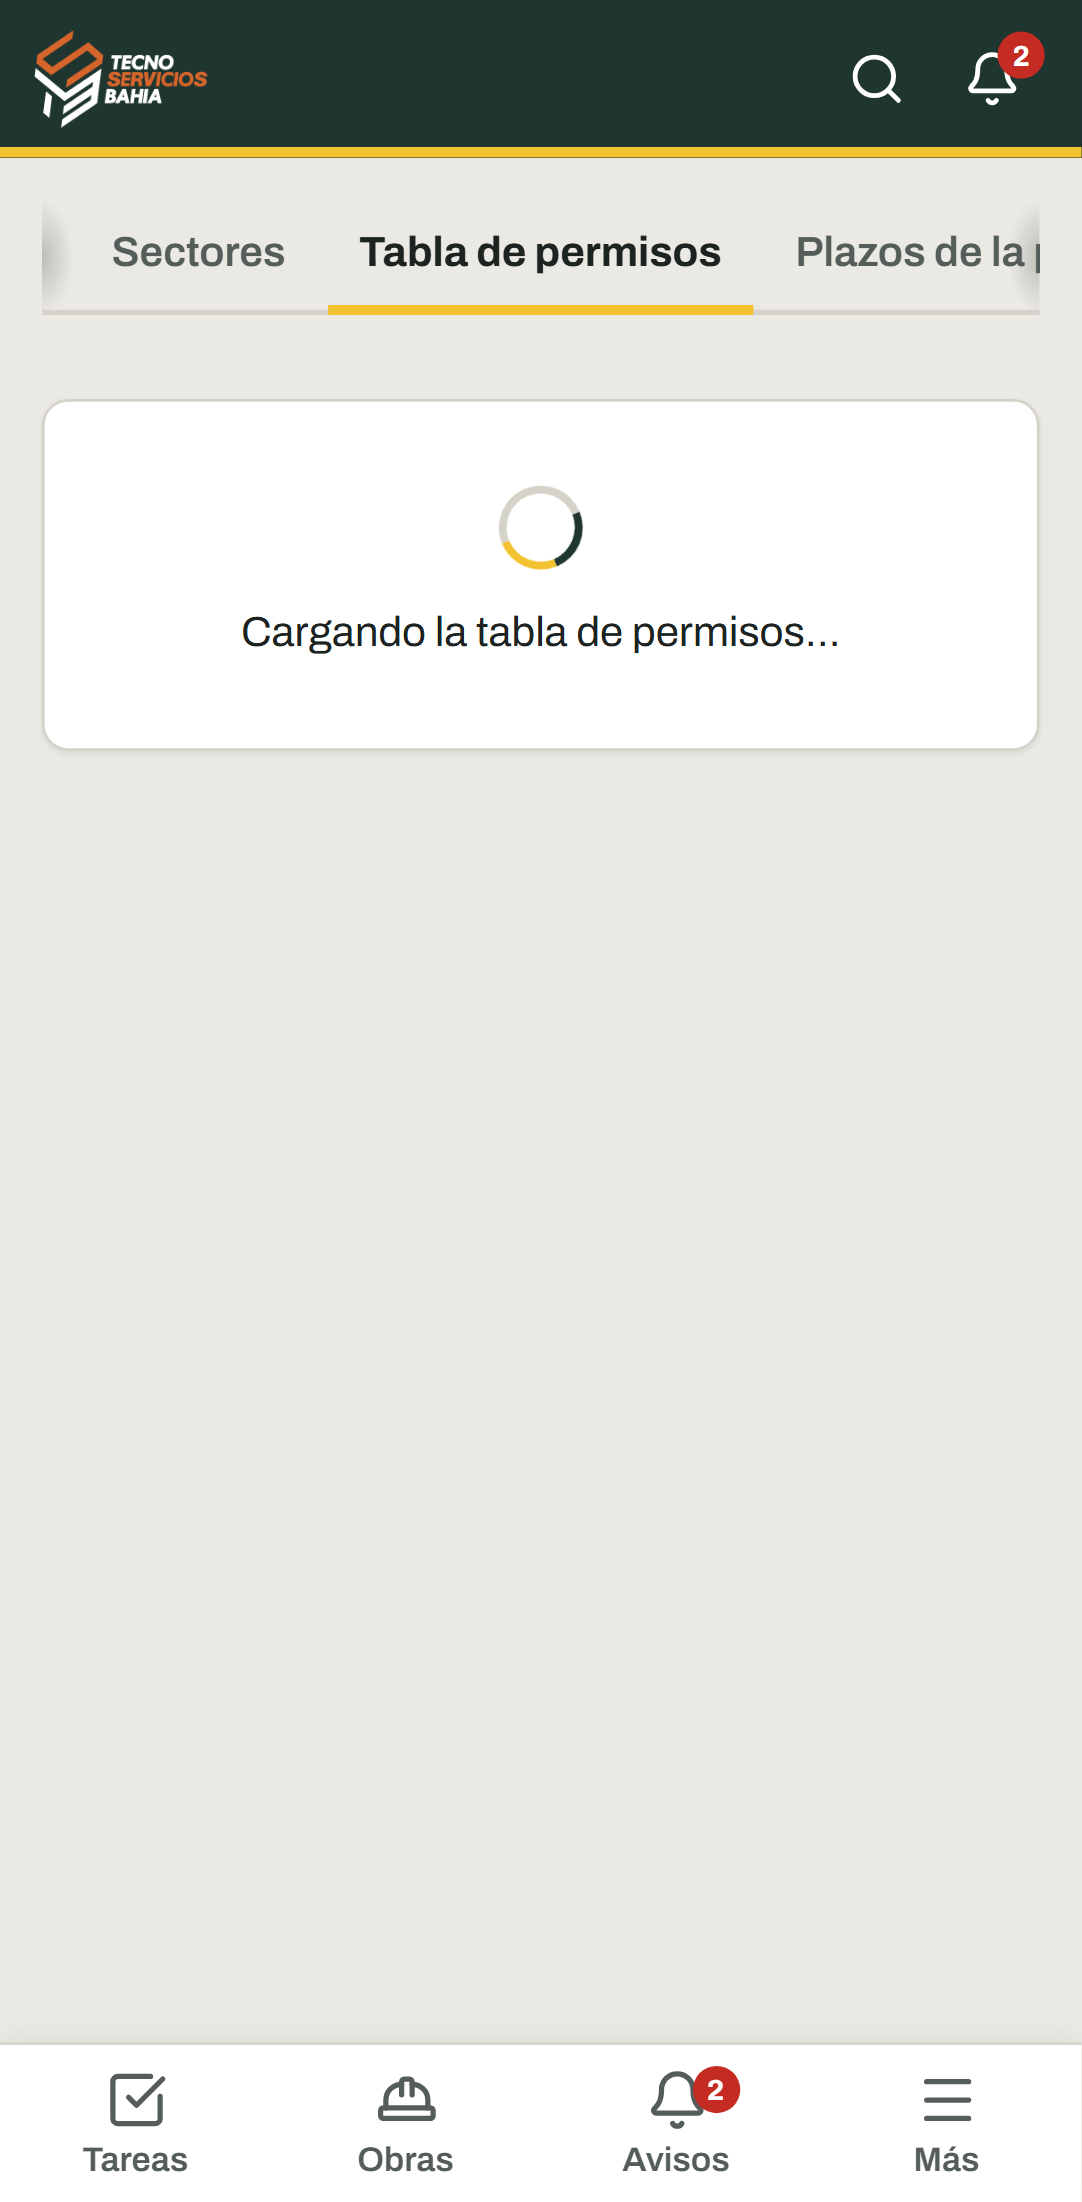 TECNO
SERVICIOS
BAHIA
2
Sectores
Tabla de permisos
Plazos de la
Cargando la tabla de permisos...
2
Tareas
Obras
Avisos
Más